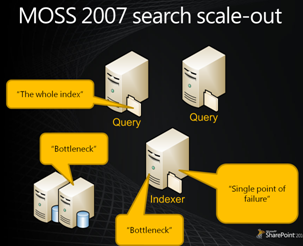 MOSS 2007 search scale-out
"The whole index"
Query
Query
"Bottleneck"
"Single point of
failure"
Indexer
"Bottleneck"
SharePoint